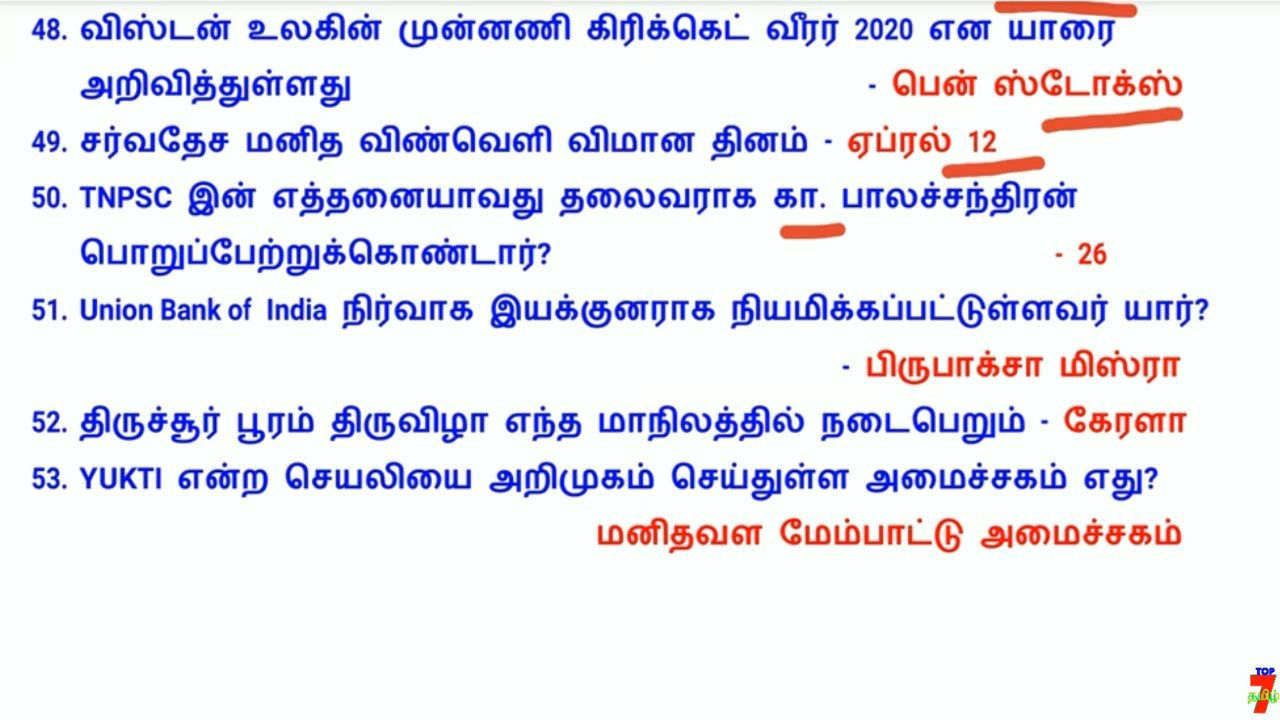 48. விஸ்டன் உலகின் முன்னணி கிரிக்கெட் வீரர் 2020 என யாரை
அறிவித்துள்ளது - பென் ஸ்டோக்ஸ்
49. சர்வதேச மனித விண்வெளி விமான தினம் - ஏப்ரல் 12
50. TNPSC இன் எத்தனையாவது தலைவராக கா. பாலச்சந்திரன்
பொறுப்பேற்றுக்கொண்டார்? - 26
51. Union Bank of India நிர்வாக இயக்குனராக நியமிக்கப்பட்டுள்ளவர் யார்?
- பிருபாக்சா மிஸ்ரா
52. திருச்சூர் பூரம் திருவிழா எந்த மாநிலத்தில் நடைபெறும் - கேரளா
53. YUKTI என்ற செயலியை அறிமுகம் செய்துள்ள அமைச்சகம் எது?
மனிதவள மேம்பாட்டு அமைச்சகம்
TOP
7
தமிழ்